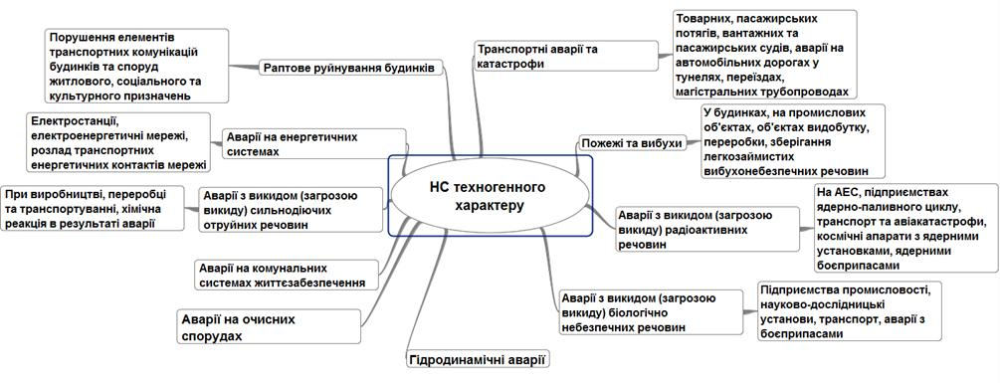 Порушення елементів
транспортних комунікацій
будинків та споруд
житлового, соціального та
культурного призначень
Раптове руйнування будинків
Транспортні аварії та
катастрофи
Товарних, пасажирських
потягів, вантажних та
пасажирських судів, аварії на
автомобільних дорогах у
тунелях, переїздах,
магістральних трубопроводах
Електростанції,
електроенергетичні мережі,
розлад транспортних
енергетичних контактів мережі
Аварії на енергетичних
системах
Пожежі та вибухи
У будинках, на промислових
об'єктах, об'єктах видобутку,
переробки, зберігання
легкозаймистих
вибухонебезпечних речовин
НС техногенного
характеру
При виробництві, переробці
та транспортуванні, хімічна
реакція в результаті аварії
Аварії з викидом (загрозою
викиду) сильнодіючих
отруйних речовин
Аварії з викидом (загрозою
викиду) радіоактивних
речовин
На АЕС, підприємствах
ядерно-паливного циклу,
транспорт та авіакатастрофи,
космічні апарати з ядерними
установками, ядерними
боєприпасами
Аварії на комунальних
системах життєзабезпечення
Аварії з викидом (загрозою
викиду) біологічно
небезпечних речовин
Підприємства промисловості,
науково-дослідницькі
установи, транспорт, аварії з
боєприпасами
Аварії на очисних
спорудах
Гідродинамічні аварії